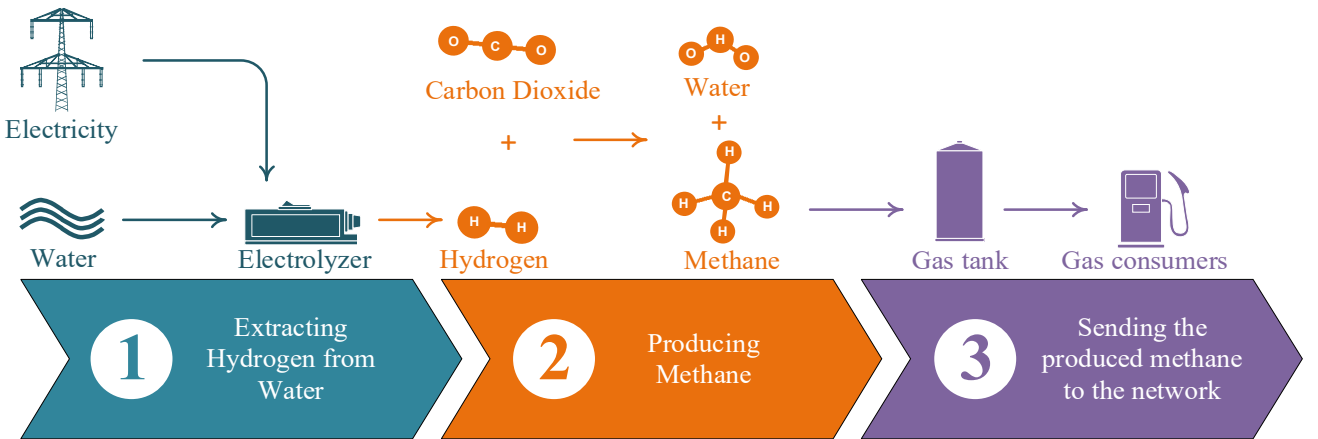 Electricity
Water
Electrolyzer
O C O
Carbon Dioxide
+
H H
Hydrogen
O H O
Water
+
H
H C H
H
Methane
Gas tank
Gas consumers
1
Extracting
Hydrogen from
Water
2
Producing
Methane
3
Sending the
produced methane
to the network